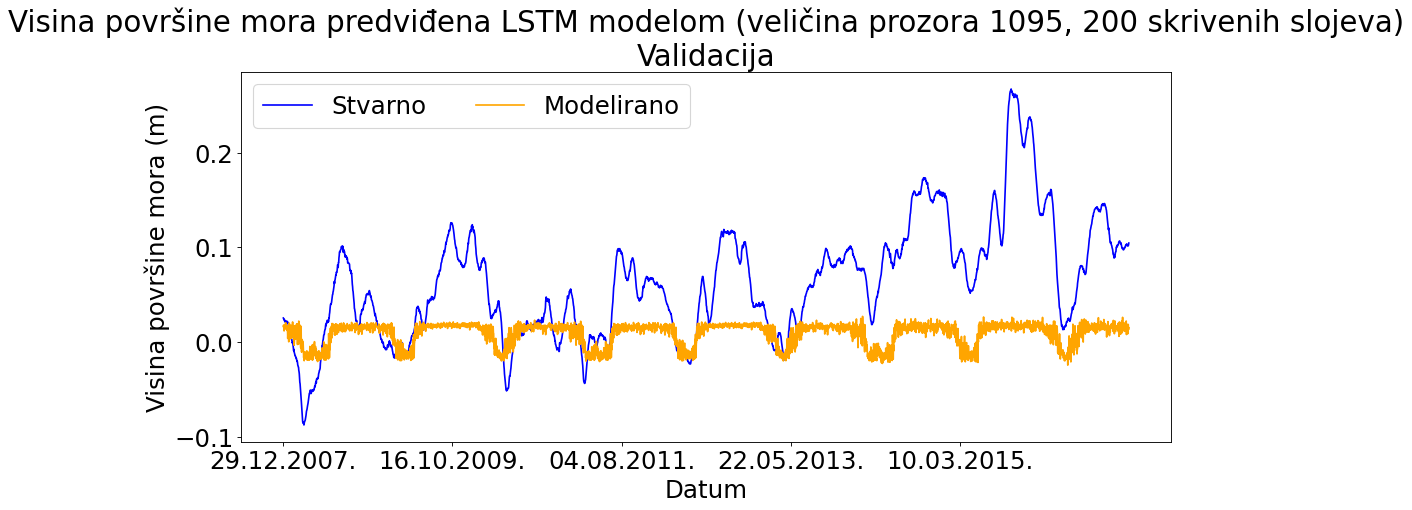 Visina površine mora predviđena LSTM modelom (veličina prozora 1095, 200 skrivenih slojeva)
Validacija
Stvarno
Modelirano
Visina površine mora (m)
0.2
0.1
0.0
−0.1
29.12.2007.
16.10.2009.
04.08.2011.
22.05.2013.
10.03.2015.
Datum